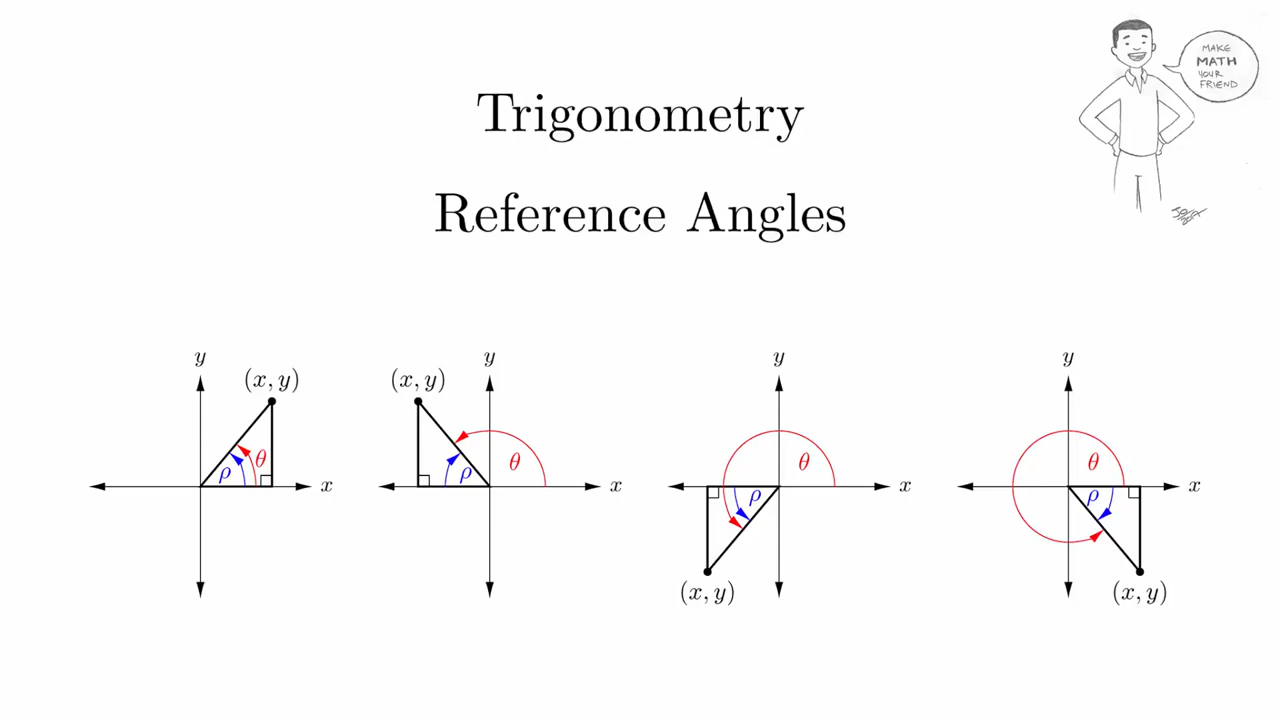 MAKE
MATH
YOUR
FRIEND
Trigonometry
Reference Angles
y
(x, y)
θ
ρ
x
y
(x, y)
θ
ρ
x
y
θ
ρ
x
(x, y)
y
θ
ρ
x
(x, y)